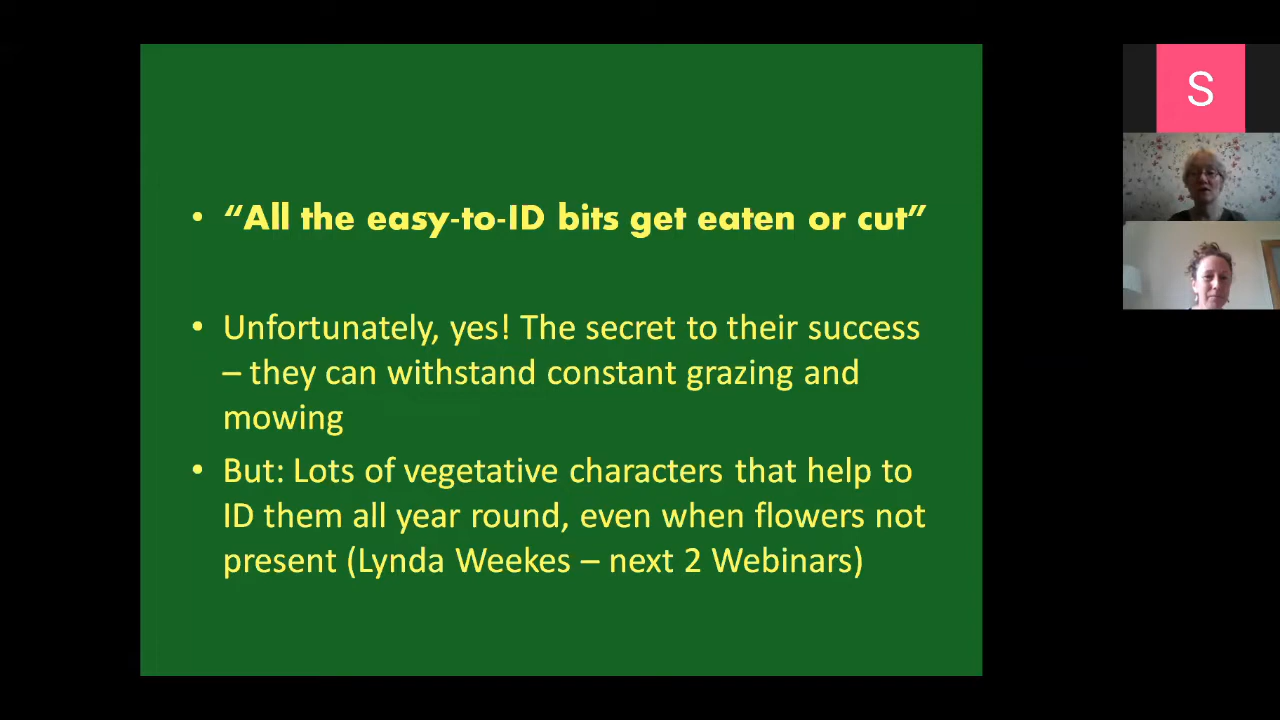 • “All the easy-to-ID bits get eaten or cut”
• Unfortunately, yes! The secret to their success
– they can withstand constant grazing and
mowing
• But: Lots of vegetative characters that help to
ID them all year round, even when flowers not
present (Lynda Weekes – next 2 Webinars)
S